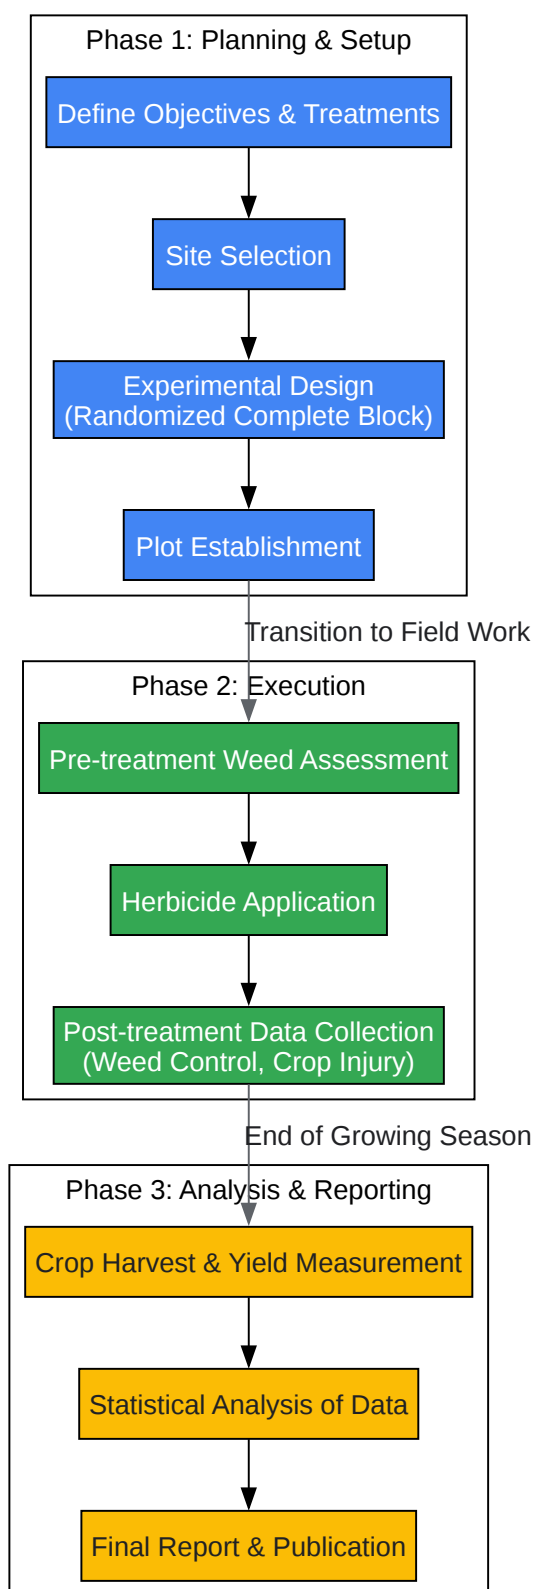 Phase 1: Planning & Setup
Define Objectives & Treatments
Site Selection
Experimental Design
(Randomized Complete Block)
Plot Establishment
Transition to Field Work
Phase 2: Execution
Pre-treatment Weed Assessment
Herbicide Application
Post-treatment Data Collection
(Weed Control, Crop Injury)
End of Growing Season
Phase 3: Analysis & Reporting
Crop Harvest & Yield Measurement
Statistical Analysis of Data
Final Report & Publication